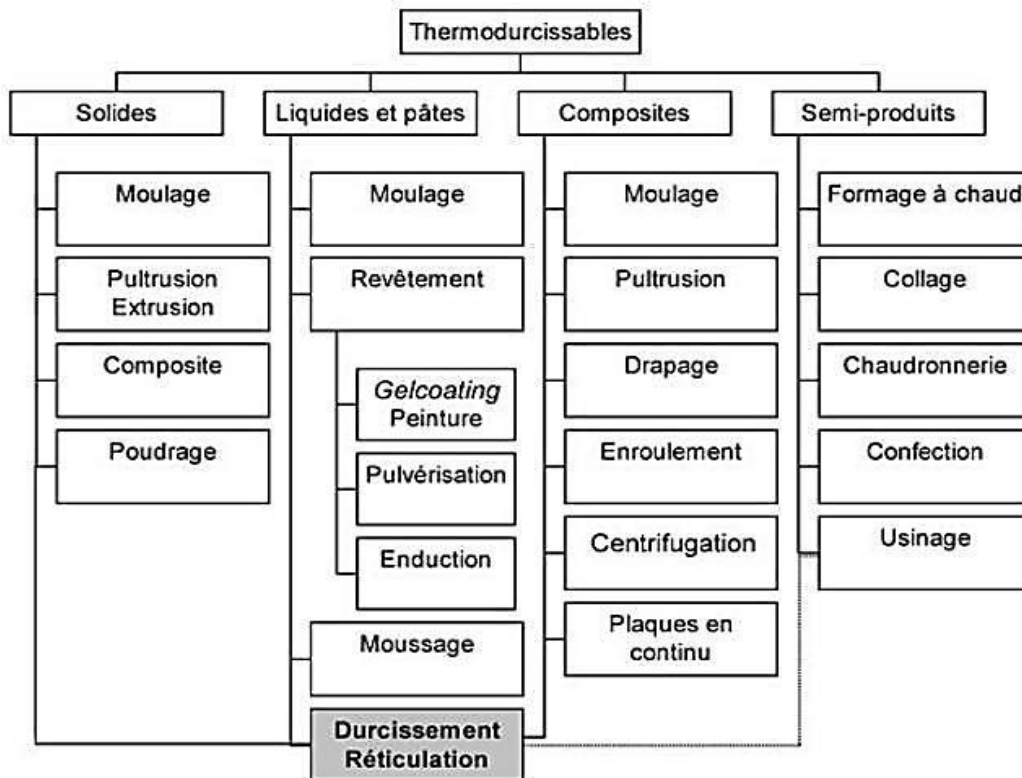 Thermodurcissables
Solides
Liquides et pâtes
Composites
Semi-produits
Moulage
Pultrusion
Extrusion
Composite
Poudrage
Moulage
Revêtement
Gelcoating
Peinture
Pulvérisation
Enduction
Moussage
Moulage
Pultrusion
Drapage
Enroulement
Centrifugation
Plaques en
continu
Formage à chaud
Collage
Chaudronnerie
Confection
Usinage
Durcissement
Réticulation